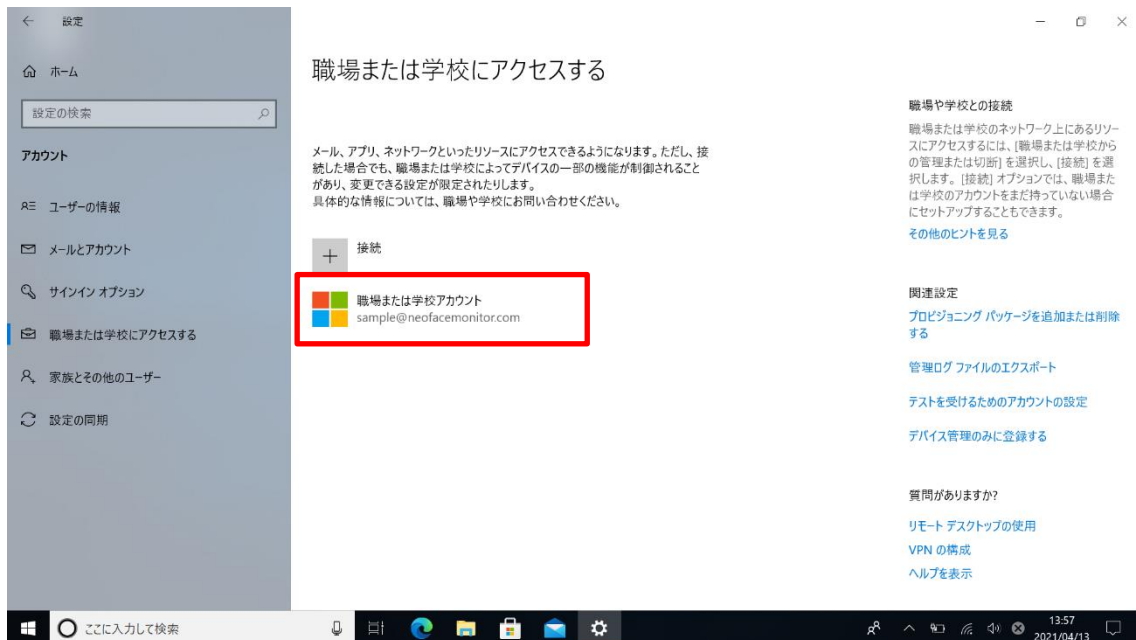 設定
ホーム
設定の検索
アカウント
ユーザーの情報
メールとアカウント
サインイン オプション
職場または学校にアクセスする
家族とその他のユーザー
設定の同期
職場または学校にアクセスする
メール、アプリ、ネットワークといったリソースにアクセスできるようになります。ただし、接
続した場合でも、職場または学校によってデバイスの一部の機能が制御されること
があり、変更できる設定が限定されたりします。
具体的な情報については、職場や学校にお問い合わせください。
接続
職場または学校アカウント
sample@neofacemonitor.com
職場や学校との接続
職場または学校のネットワーク上にあるリソー
スにアクセスするには、[職場または学校から
の管理または切断] を選択し、[接続] を選
択します。[接続] オプションでは、職場また
は学校のアカウントをまだ持っていない場合
にセットアップすることもできます。
その他のヒントを見る
関連設定
プロビジョニング パッケージを追加または削除
する
管理ログ ファイルのエクスポート
テストを受けるためのアカウントの設定
デバイス管理のみに登録する
質問がありますか?
リモート デスクトップの使用
VPN の構成
ヘルプを表示
ここに入力して検索
13:57
2021/04/13